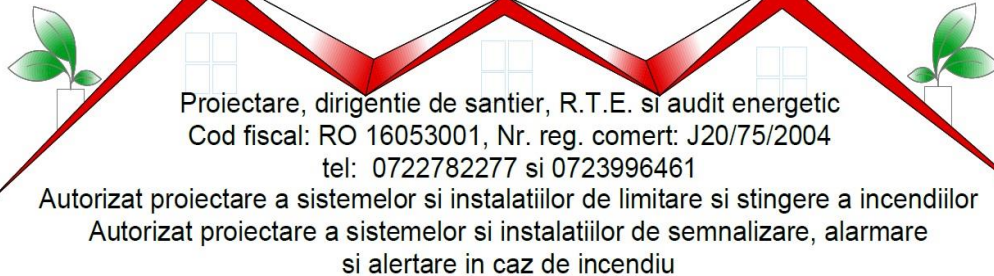 Proiectare, dirigentie de santier, R.T.E. si audit energetic
Cod fiscal: RO 16053001, Nr. reg. comert: J20/75/2004
tel:  0722782277 si 0723996461
Autorizat proiectare a sistemelor si instalatiilor de limitare si stingere a incendiilor
Autorizat proiectare a sistemelor si instalatiilor de semnalizare, alarmare
si alertare in caz de incendiu